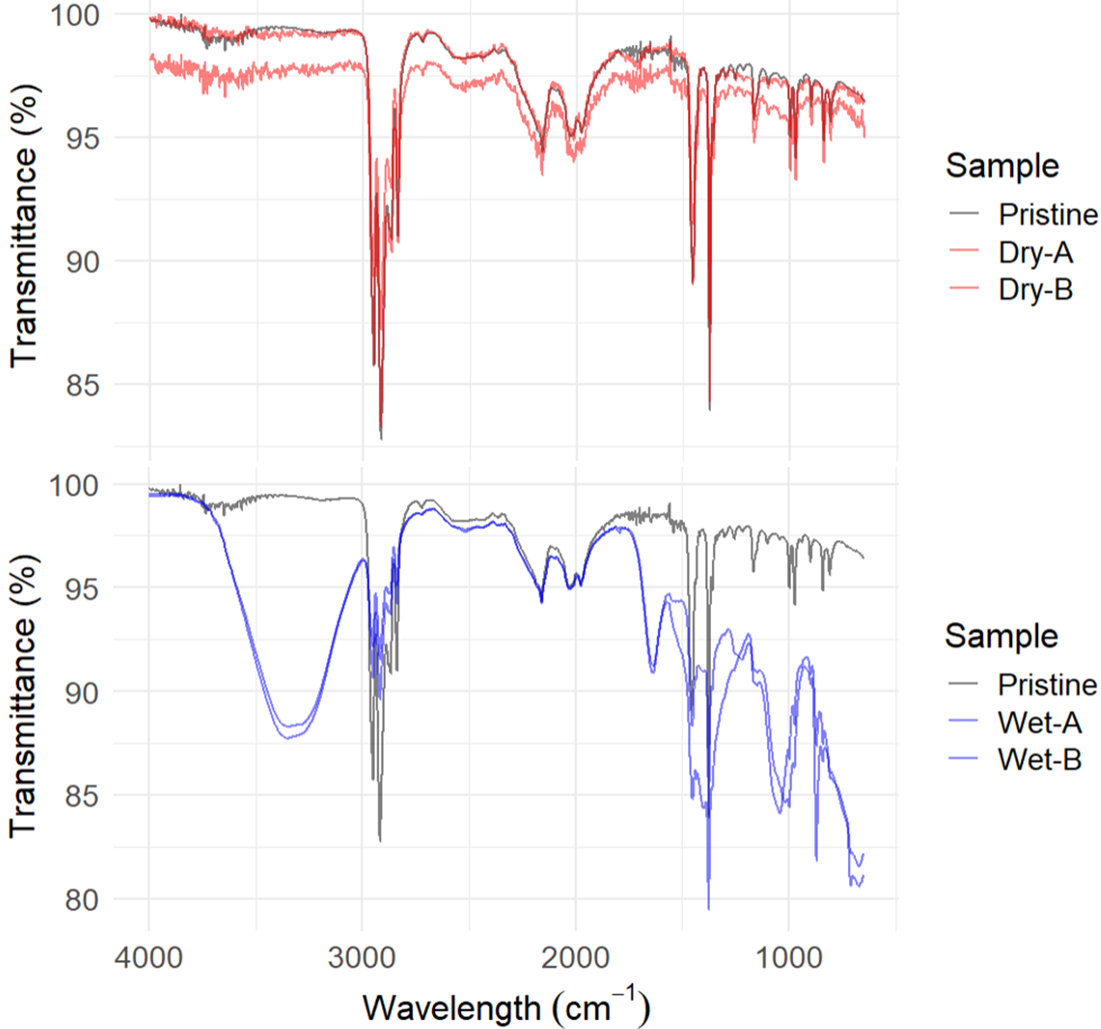 100
95
90
85
Transmittance (%)
Sample
Pristine
Dry-A
Dry-B
100
95
90
85
80
Transmittance (%)
Sample
Pristine
Wet-A
Wet-B
4000 3000 2000 1000
Wavelength (cm⁻¹)